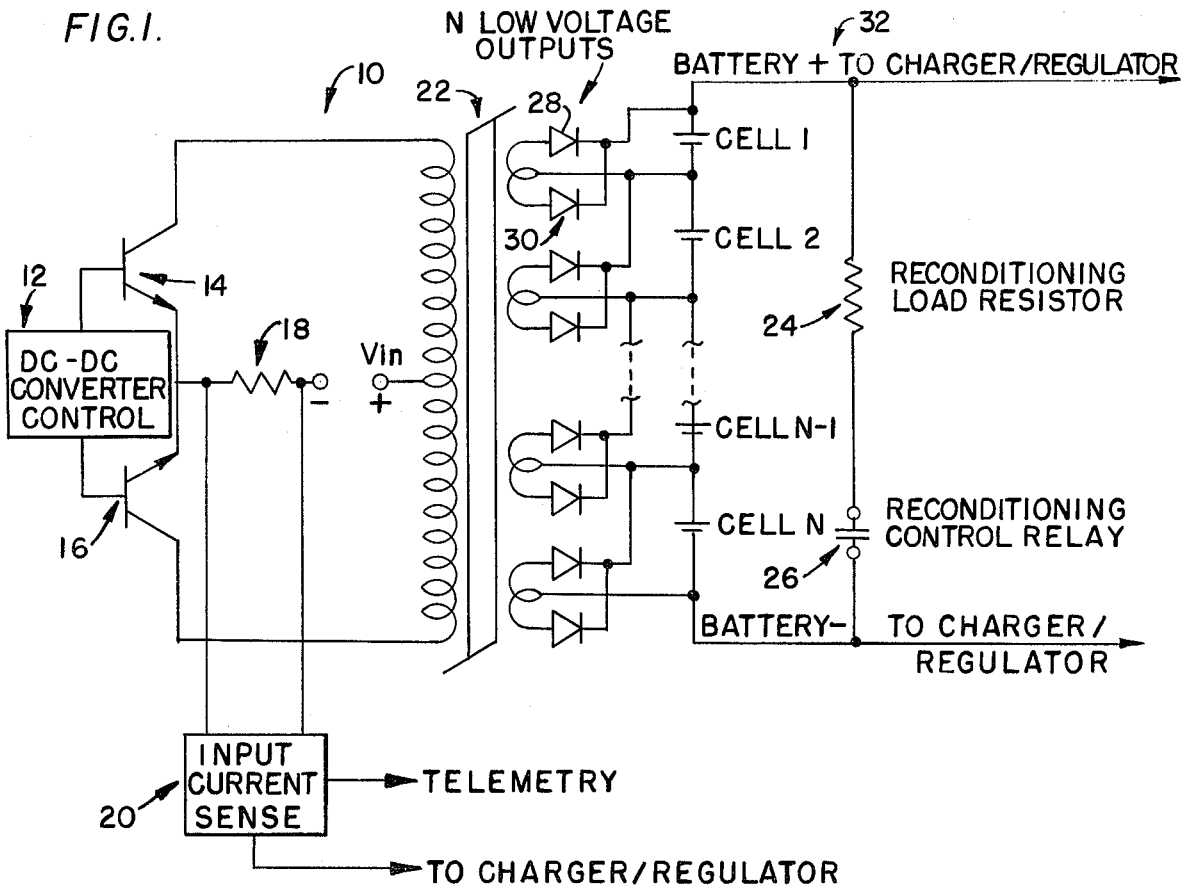 FIG.1.
N LOW VOLTAGE
OUTPUTS
32
BATTERY + TO CHARGER/REGULATOR
10
22
28
CELL 1
30
CELL 2
12
14
RECONDITIONING
LOAD RESISTOR
24
18
DC-DC
CONVERTER
CONTROL
Vin
-
+
CELL N-1
16
CELL N
RECONDITIONING
CONTROL RELAY
26
BATTERY- TO CHARGER/
REGULATOR
INPUT
CURRENT
SENSE
20
TELEMETRY
TO CHARGER/REGULATOR